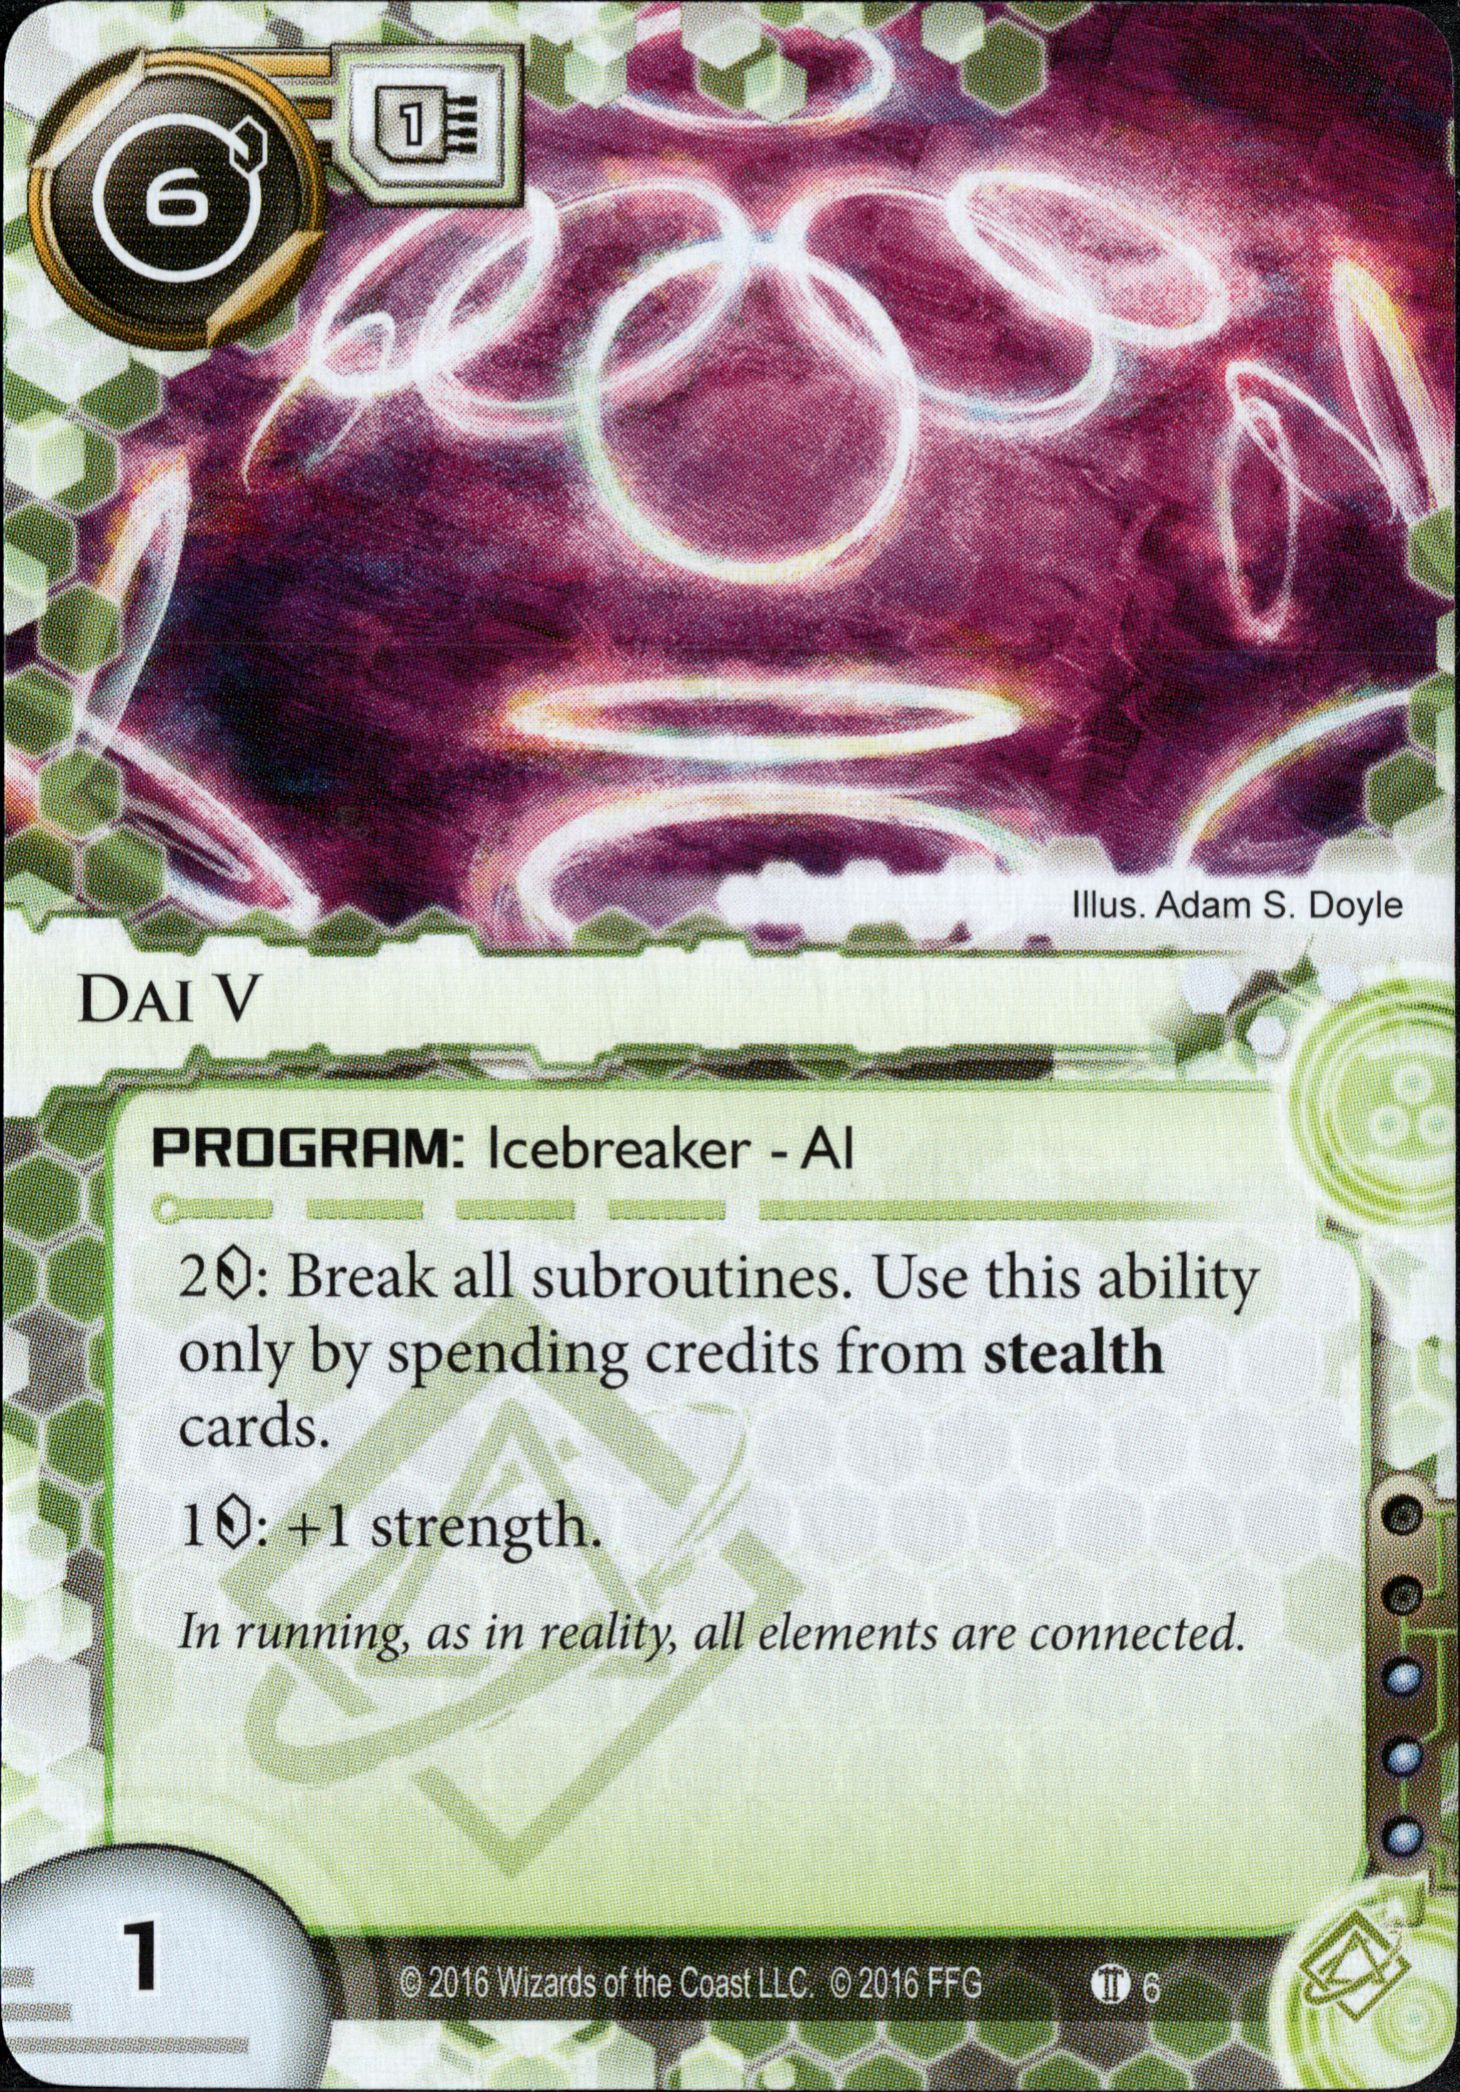 6
1
Illus. Adam S. Doyle
DAI V
PROGRAM: Icebreaker - AI
2: Break all subroutines. Use this ability
only by spending credits from stealth
cards.
1: +1 strength.
In running, as in reality, all elements are connected.
1
© 2016 Wizards of the Coast LLC. © 2016 FFG
6